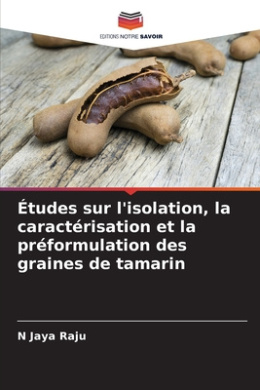 EDITIONS NOTRE SAVOIR
Études sur l'isolation, la
caractérisation et la
préformulation des
graines de tamarin
N Jaya Raju